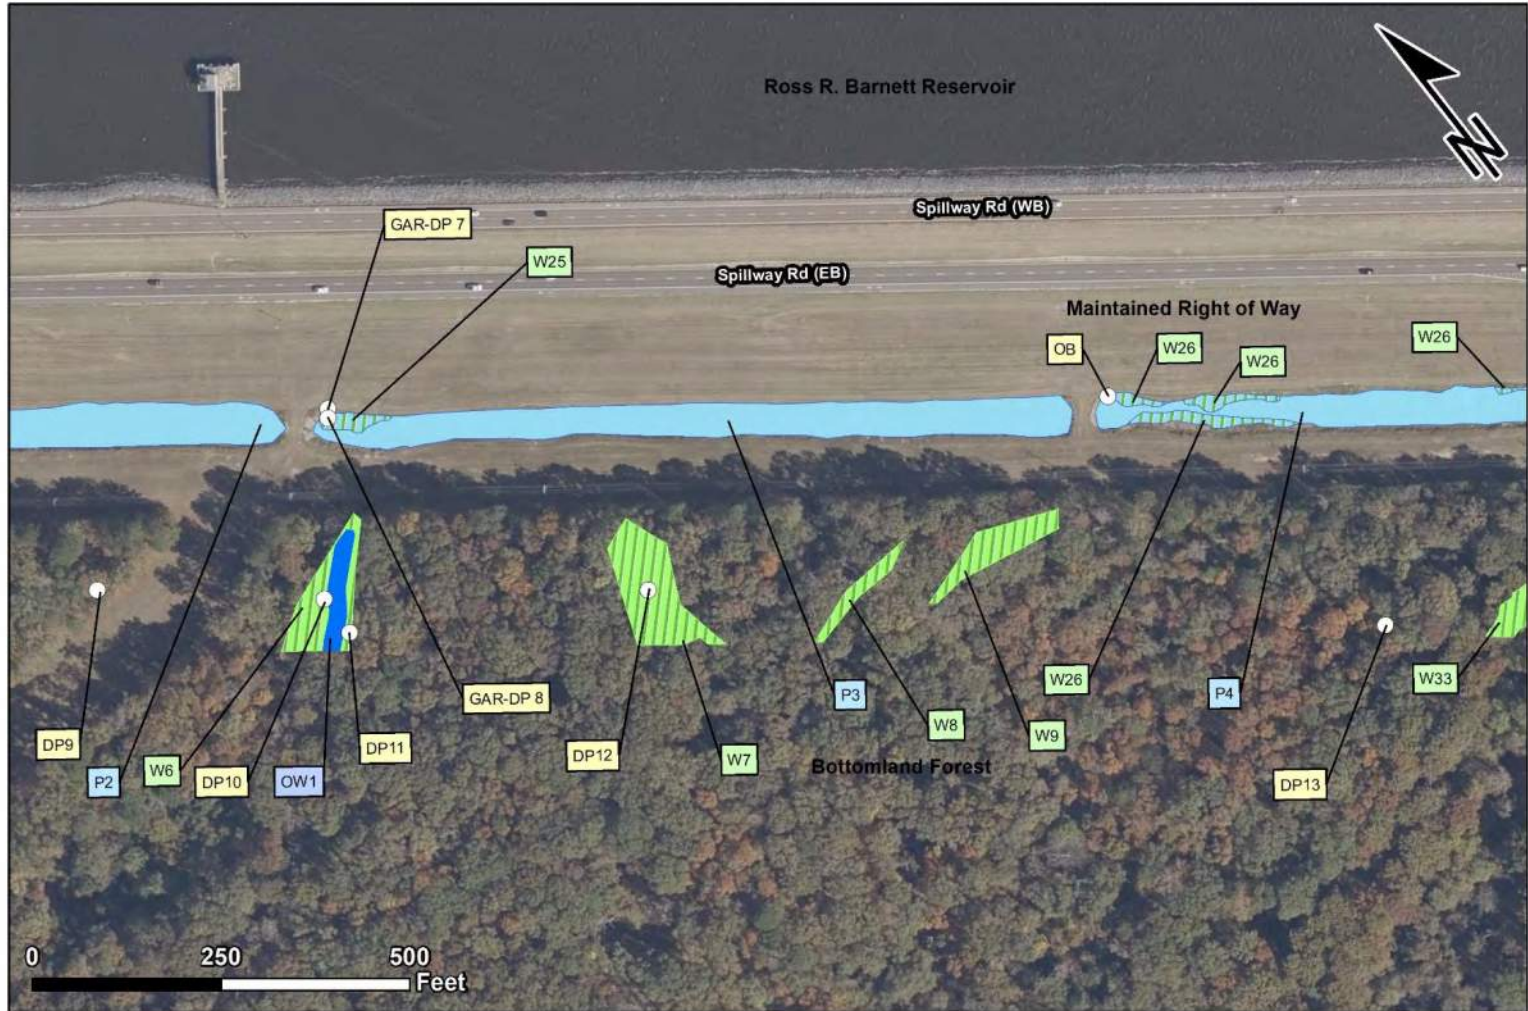 Ross R. Barnett Reservoir
N
Spillway Rd (WB)
GAR-DP 7
W25
Spillway Rd (EB)
Maintained Right of Way
OB
W26
W26
W26
W26
P4
W33
GAR-DP 8
P3
W8
W9
DP9
P2
W6
DP10
OW1
DP11
DP12
W7
Bottomland Forest
DP13
0 250 500
Feet